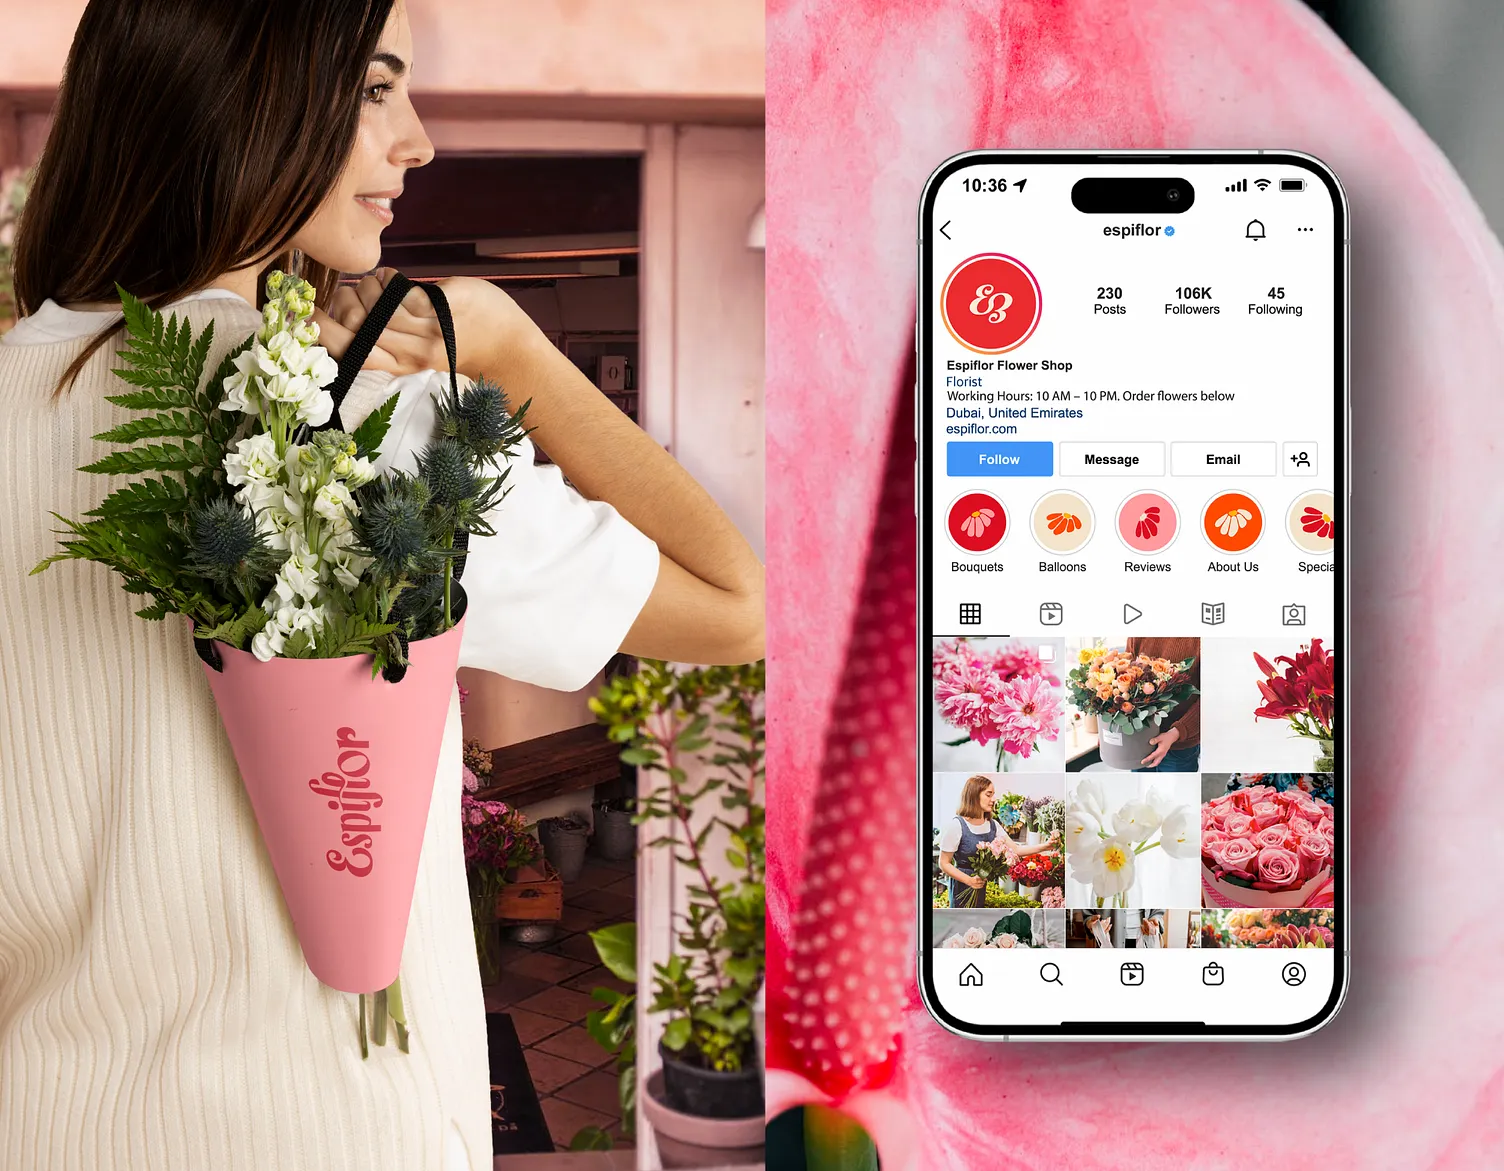 Espiflor
10:36
espiflor
230
Posts
106K
Followers
45
Following
Espiflor Flower Shop
Florist
Working Hours: 10 AM – 10 PM. Order flowers below
Dubai, United Emirates
espiflor.com
Follow
Message
Email
Bouquets
Balloons
Reviews
About Us
Specia